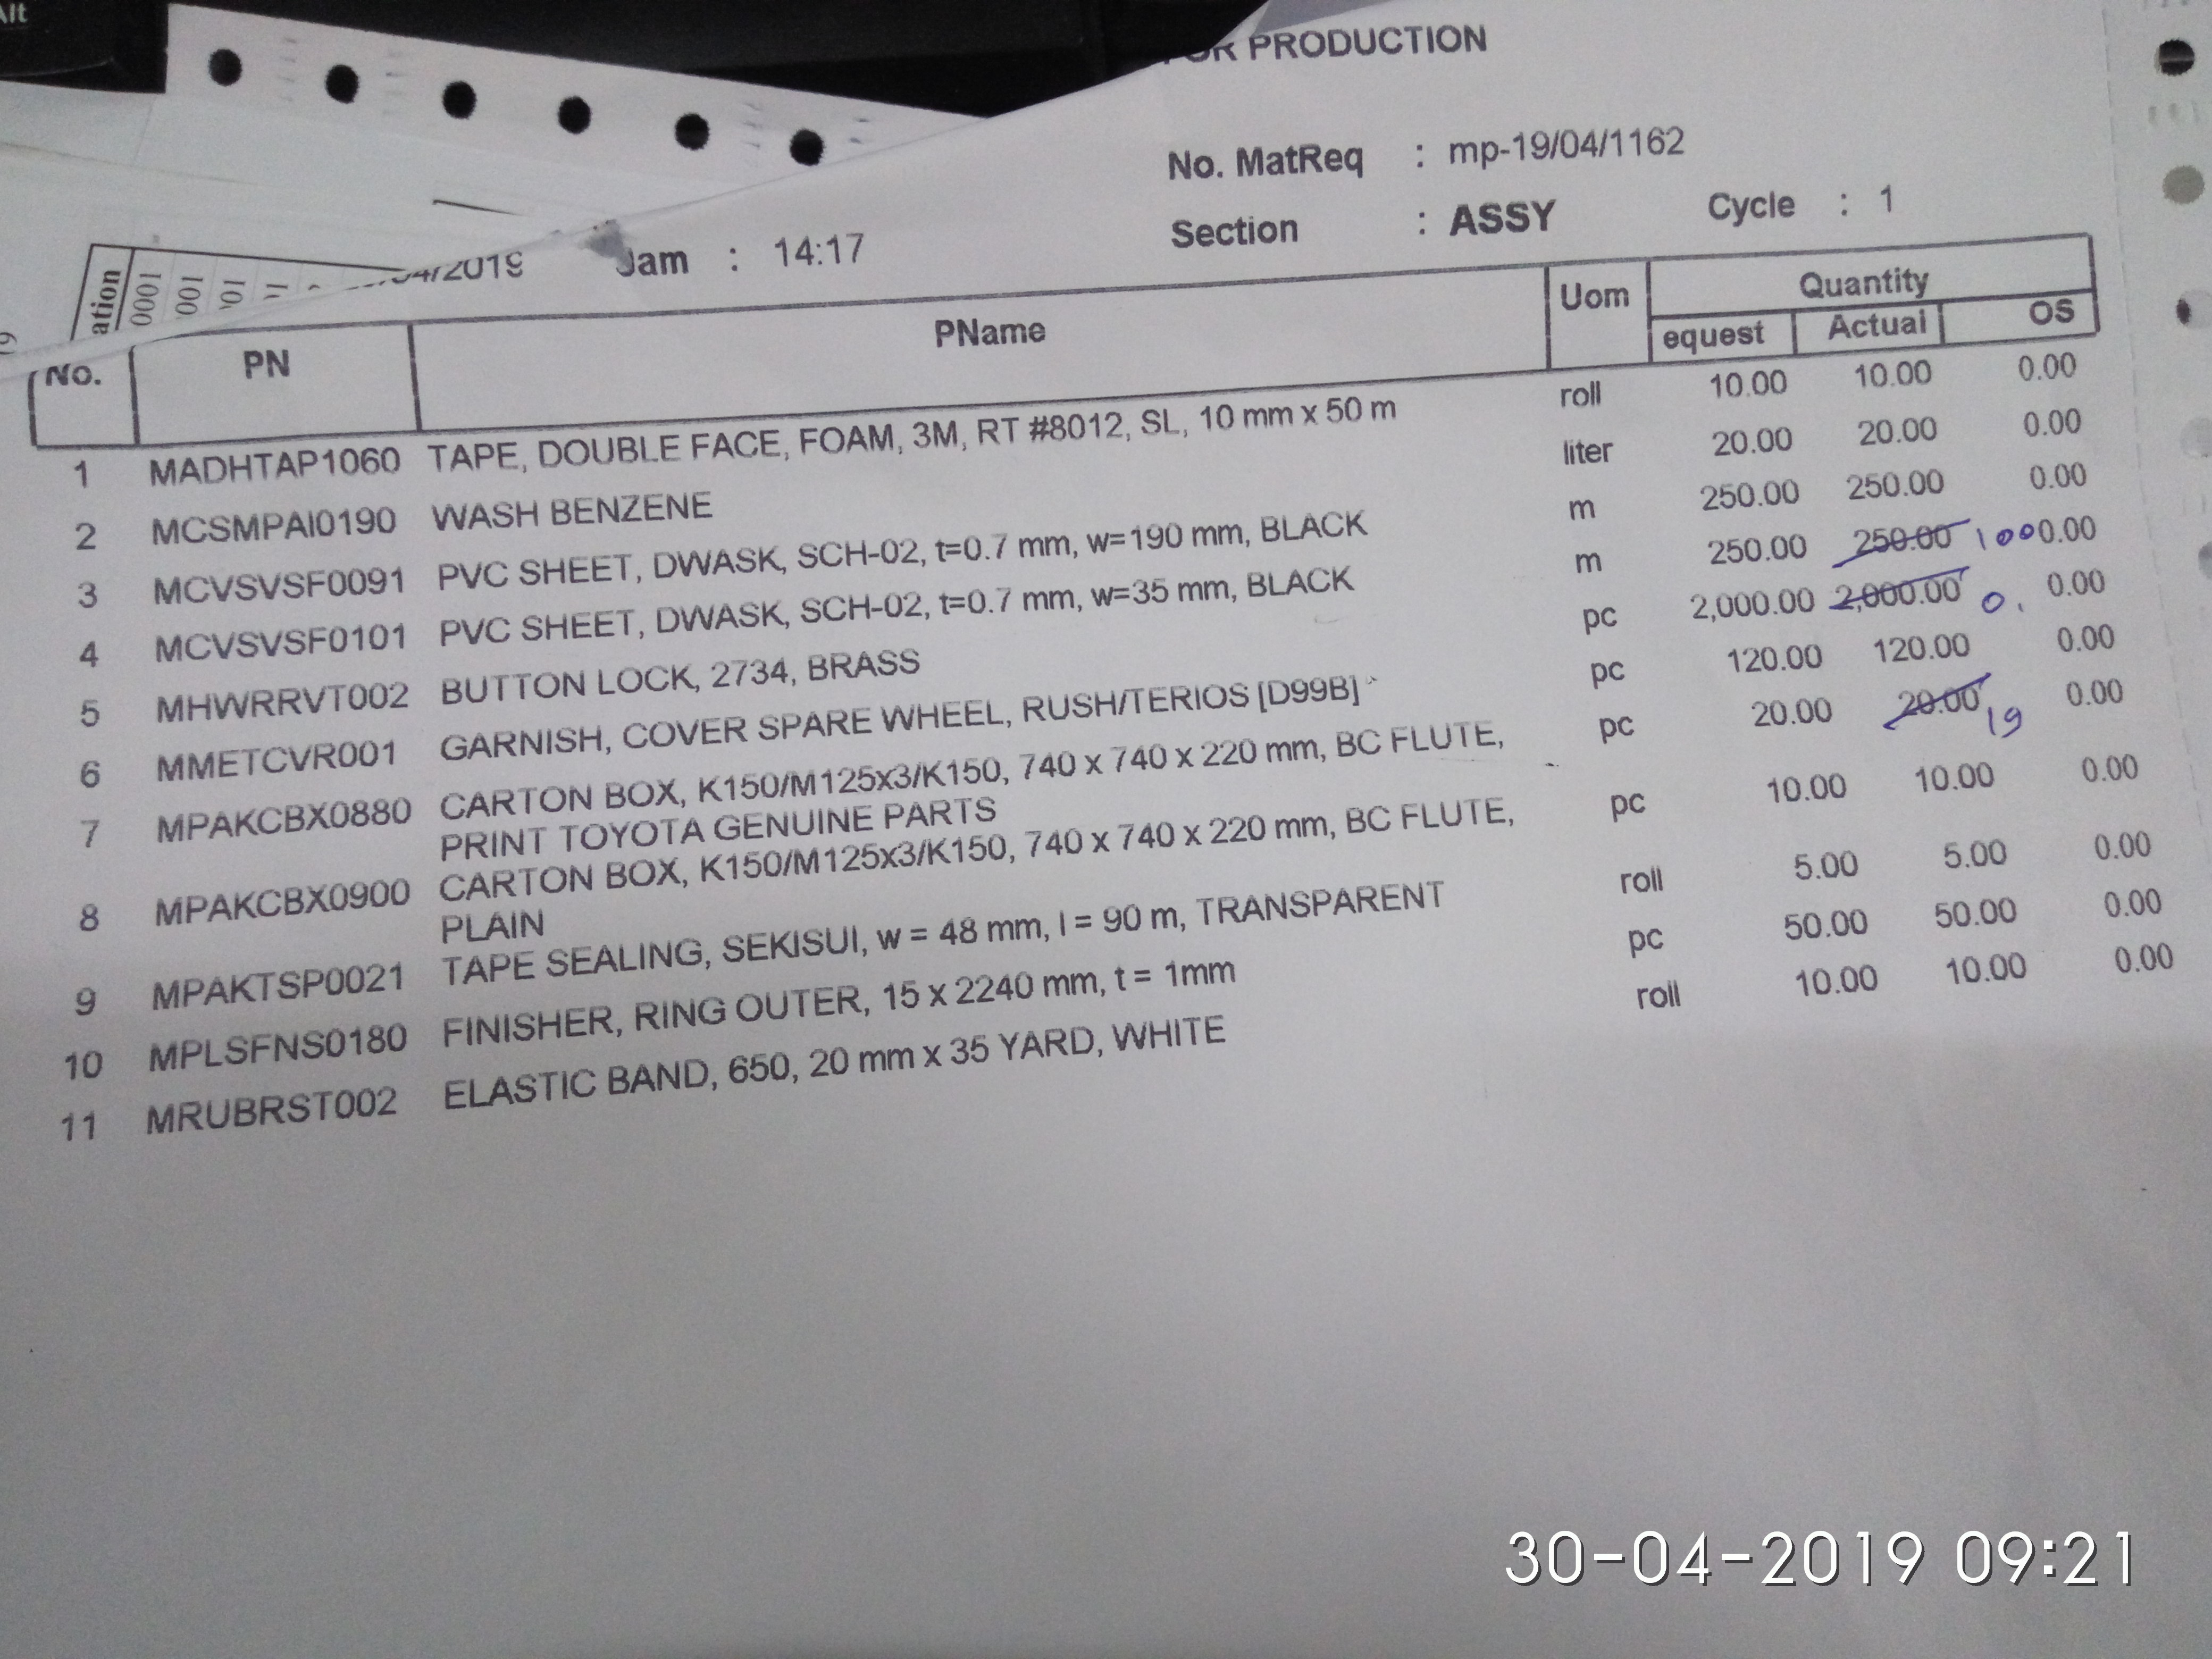 Alt
PRODUCTION
No. MatReq : mp-19/04/1162
Section : ASSY Cycle : 1
04/2019 Jam : 14:17
ation
0001
001
10
No. PN PName Uom Quantity
equest Actual OS
1 MADHTAP1060 TAPE, DOUBLE FACE, FOAM, 3M, RT #8012, SL, 10 mm x 50 m roll 10.00 10.00 0.00
2 MCSMPAI0190 WASH BENZENE liter 20.00 20.00 0.00
3 MCVSVSF0091 PVC SHEET, DWASK, SCH-02, t=0.7 mm, w=190 mm, BLACK m 250.00 250.00 0.00
4 MCVSVSF0101 PVC SHEET, DWASK, SCH-02, t=0.7 mm, w=35 mm, BLACK m 250.00 250.00 100 0.00
5 MHWRRVT002 BUTTON LOCK, 2734, BRASS pc 2,000.00 2,000.00 0. 0.00
6 MMETCVR001 GARNISH, COVER SPARE WHEEL, RUSH/TERIOS [D99B] pc 120.00 120.00 0.00
7 MPAKCBX0880 CARTON BOX, K150/M125x3/K150, 740 x 740 x 220 mm, BC FLUTE, pc 20.00 20.00 19 0.00
PRINT TOYOTA GENUINE PARTS
8 MPAKCBX0900 CARTON BOX, K150/M125x3/K150, 740 x 740 x 220 mm, BC FLUTE, pc 10.00 10.00 0.00
PLAIN
9 MPAKTSP0021 TAPE SEALING, SEKISUI, w = 48 mm, l = 90 m, TRANSPARENT roll 5.00 5.00 0.00
10 MPLSFNS0180 FINISHER, RING OUTER, 15 x 2240 mm, t = 1mm pc 50.00 50.00 0.00
11 MRUBRST002 ELASTIC BAND, 650, 20 mm x 35 YARD, WHITE roll 10.00 10.00 0.00
30-04-2019 09:21